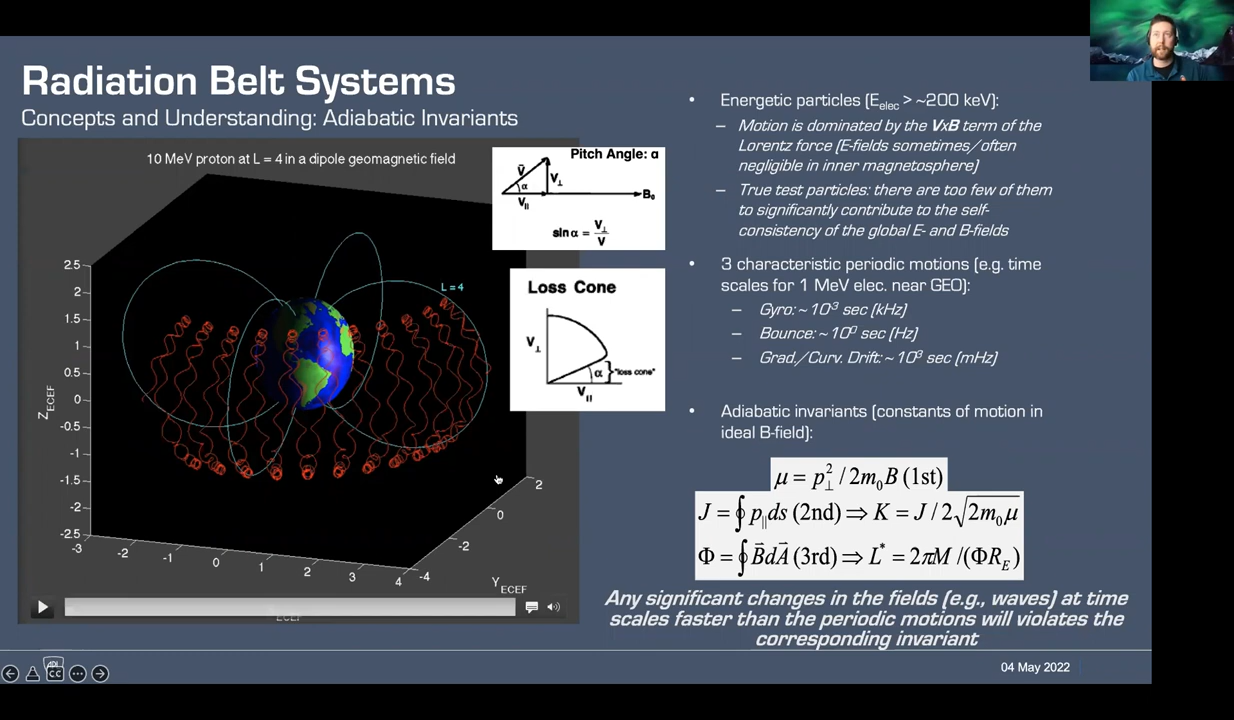 Radiation Belt Systems
Concepts and Understanding: Adiabatic Invariants
10 MeV proton at L = 4 in a dipole geomagnetic field
L = 4
2.5
2
1.5
1
0.5
0
-0.5
-1
-1.5
-2
-2.5
Z_ECEF
-3
-2
-1
0
1
2
3
4
-4
-2
0
2
Y_ECEF
ECEF
Pitch Angle: α
V̄
α
V⊥
V||
B₀
sin α = V⊥/V
Loss Cone
V⊥
α
"loss cone"
V||
• Energetic particles (E_elec > ~200 keV):
– Motion is dominated by the VxB term of the
Lorentz force (E-fields sometimes/often
negligible in inner magnetosphere)
– True test particles: there are too few of them
to significantly contribute to the self-
consistency of the global E- and B-fields
• 3 characteristic periodic motions (e.g. time
scales for 1 MeV elec. near GEO):
– Gyro: ~10⁻³ sec (kHz)
– Bounce: ~10⁰ sec (Hz)
– Grad./Curv. Drift: ~10³ sec (mHz)
• Adiabatic invariants (constants of motion in
ideal B-field):
μ = p⊥² / 2m₀B (1st)
J = ∮ p||ds (2nd) ⇒ K = J / 2√(2m₀μ)
Φ = ∮ B⃗dA⃗ (3rd) ⇒ L* = 2πM /(ΦR_E)
Any significant changes in the fields (e.g., waves) at time
scales faster than the periodic motions will violates the
corresponding invariant
APL
CC
04 May 2022